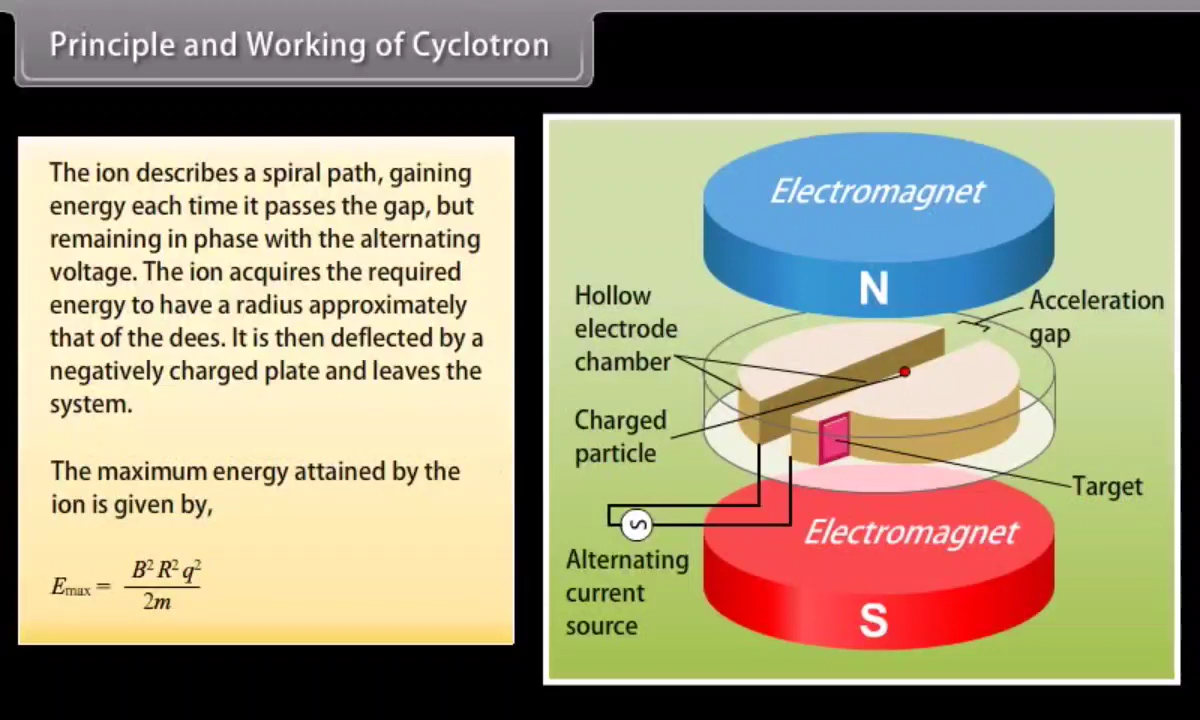 Principle and Working of Cyclotron
The ion describes a spiral path, gaining
energy each time it passes the gap, but
remaining in phase with the alternating
voltage. The ion acquires the required
energy to have a radius approximately
that of the dees. It is then deflected by a
negatively charged plate and leaves the
system.
The maximum energy attained by the
ion is given by,
Eₘₐₓ = B² R² q² / 2m
Electromagnet
N
Hollow
electrode
chamber
Acceleration
gap
Charged
particle
Target
Electromagnet
S
Alternating
current
source